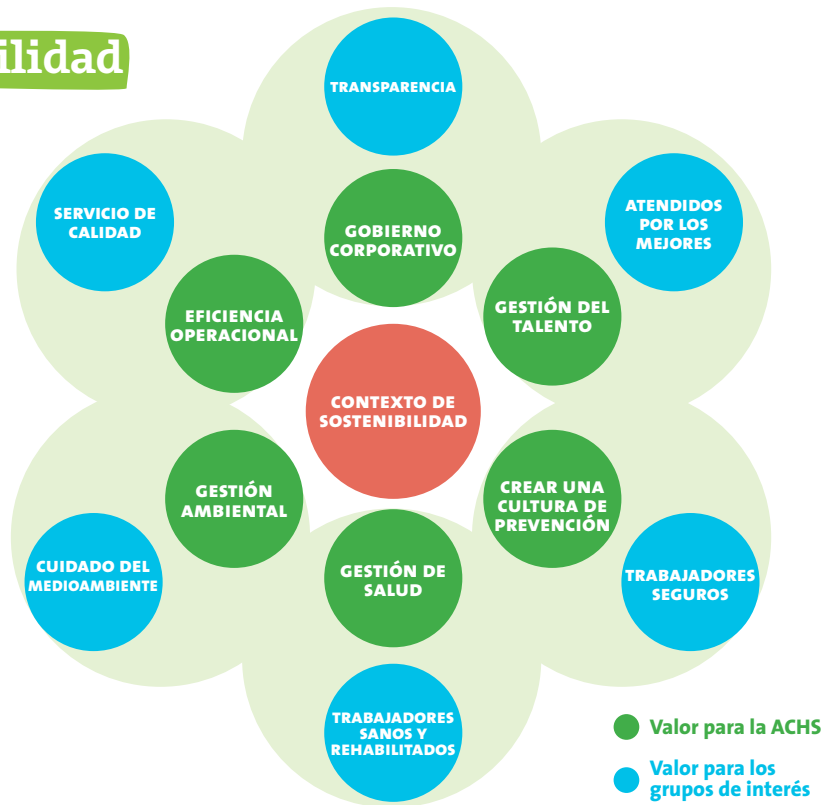 ilidad
TRANSPARENCIA
GOBIERNO
CORPORATIVO
ATENDIDOS
POR LOS
MEJORES
GESTIÓN DEL
TALENTO
SERVICIO DE
CALIDAD
EFICIENCIA
OPERACIONAL
CONTEXTO DE
SOSTENIBILIDAD
GESTIÓN
AMBIENTAL
CUIDADO DEL
MEDIOAMBIENTE
CREAR UNA
CULTURA DE
PREVENCIÓN
TRABAJADORES
SEGUROS
GESTIÓN DE
SALUD
TRABAJADORES
SANOS Y
REHABILITADOS
Valor para la ACHS
Valor para los
grupos de interés